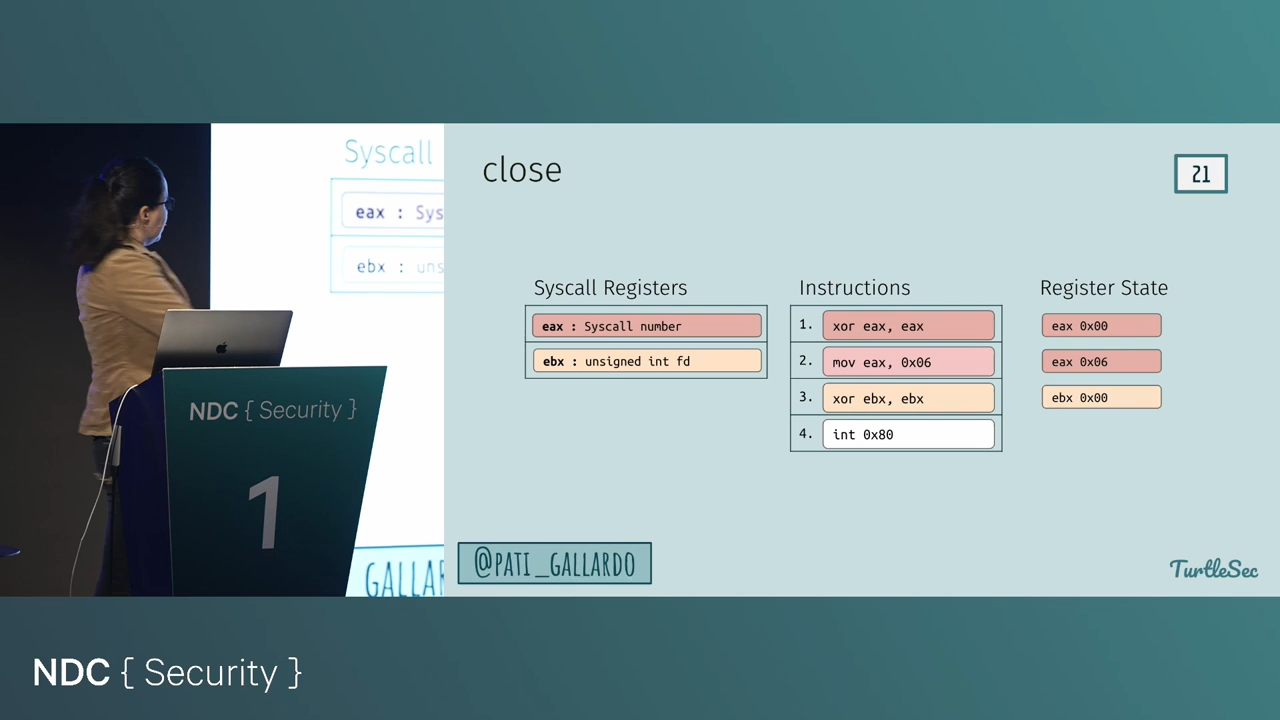 Syscall
eax : Sys
ebx : uns
NDC { Security }
1
GALLAR
close
21
Syscall Registers
eax : Syscall number
ebx : unsigned int fd
Instructions
1. xor eax, eax
2. mov eax, 0x06
3. xor ebx, ebx
4. int 0x80
Register State
eax 0x00
eax 0x06
ebx 0x00
@PATI_GALLARDO
TurtleSec
NDC { Security }